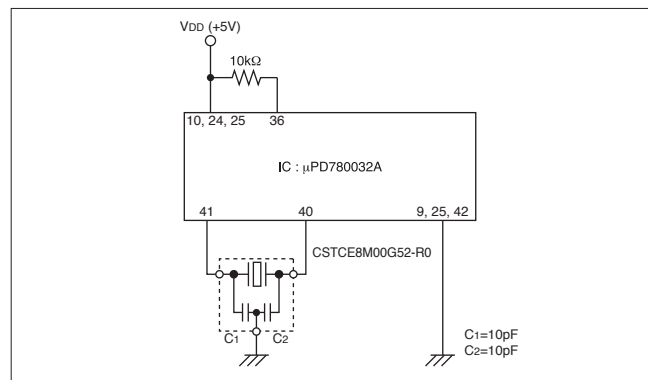 VDD (+5V)
10kΩ
10, 24, 25 36
IC : μPD780032A
41 40 9, 25, 42
CSTCE8M00G52-R0
C1 C2
C1=10pF
C2=10pF